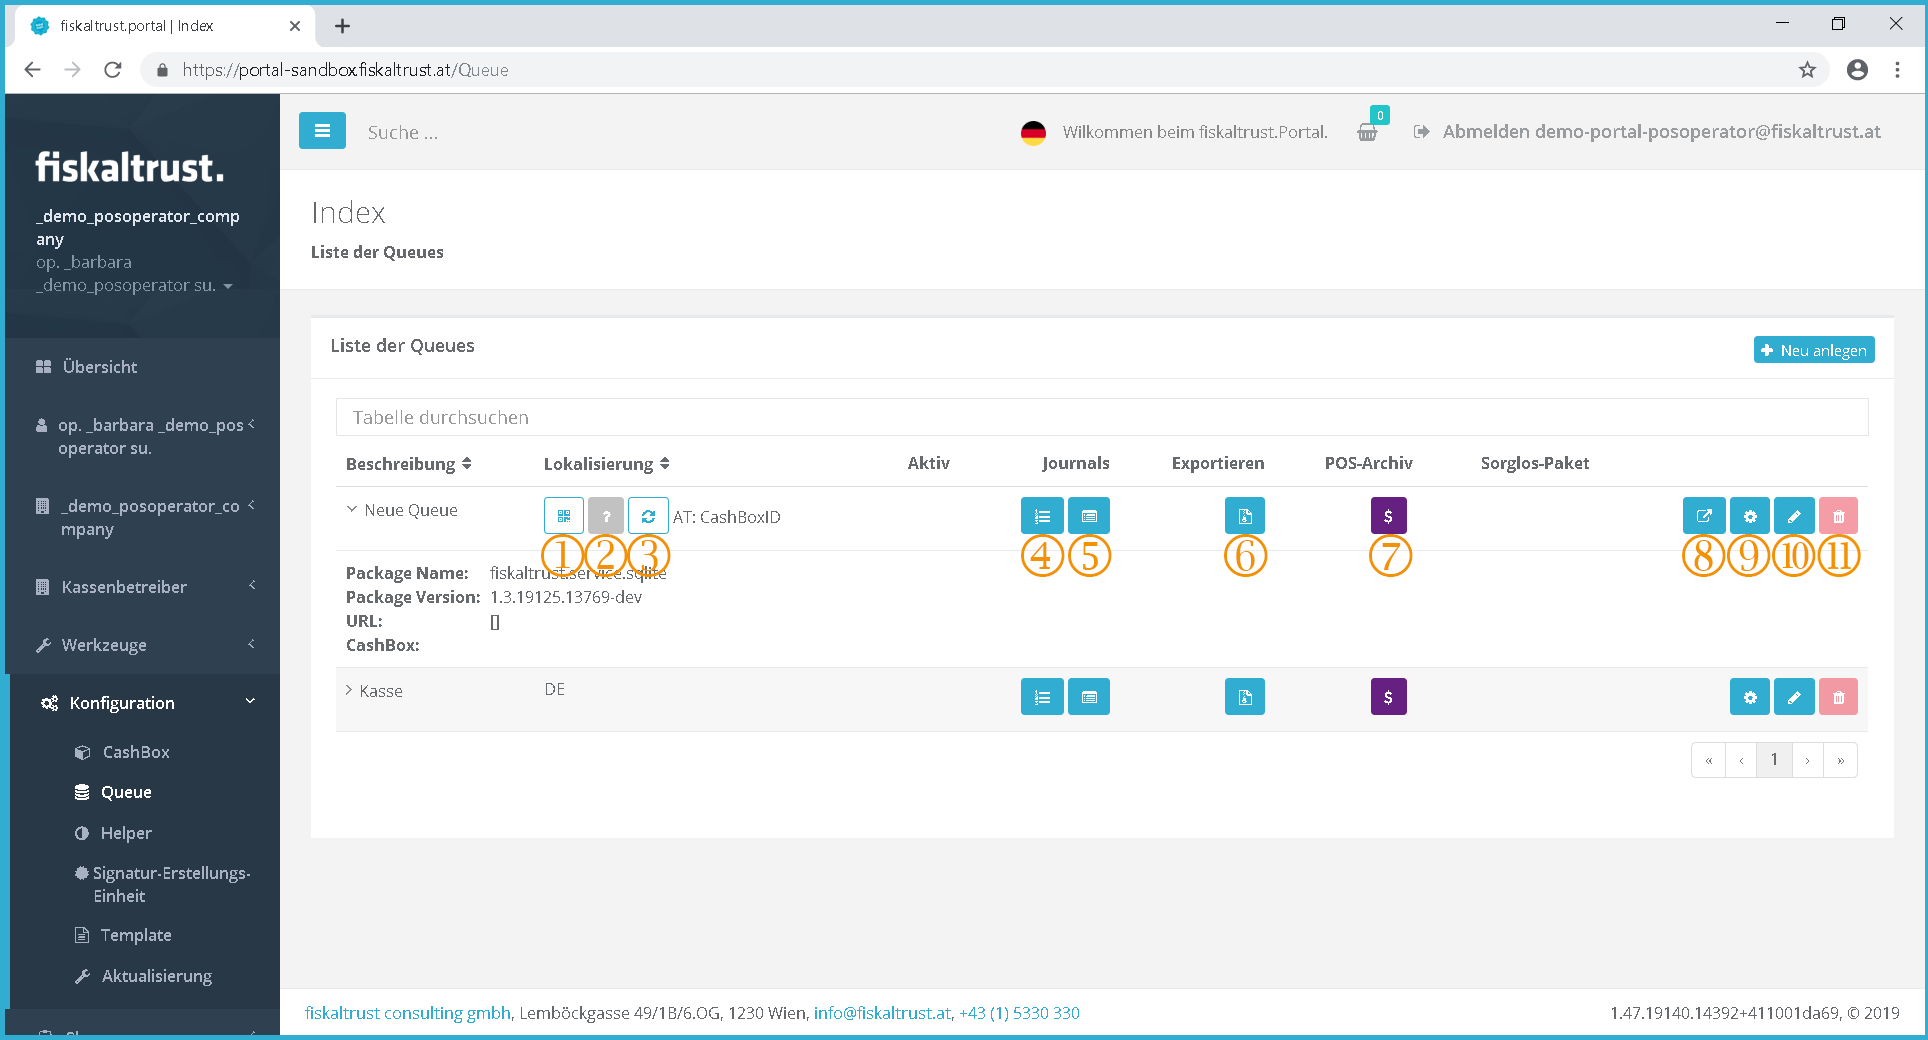 fiskaltrust.portal | Index
https://portal-sandbox.fiskaltrust.at/Queue
fiskaltrust.
_demo_posoperator_comp
any
op. _barbara
_demo_posoperator su.
Übersicht
op. _barbara _demo_pos
operator su.
_demo_posoperator_co
mpany
Kassenbetreiber
Werkzeuge
Konfiguration
CashBox
Queue
Helper
Signatur-Erstellungs-
Einheit
Template
Aktualisierung
Suche ...
Wilkommen beim fiskaltrust.Portal.
0
Abmelden demo-portal-posoperator@fiskaltrust.at
Index
Liste der Queues
Liste der Queues
Neu anlegen
Tabelle durchsuchen
Beschreibung Lokalisierung Aktiv Journals Exportieren POS-Archiv Sorglos-Paket
Neue Queue ? AT: CashBoxID $
① ② ③ ④ ⑤ ⑥ ⑦ ⑧ ⑨ ⑩ ⑪
Package Name: fiskaltrust.service.sqlite
Package Version: 1.3.19125.13769-dev
URL: []
CashBox:
Kasse DE $
« ‹ 1 › »
fiskaltrust consulting gmbh, Lemböckgasse 49/1B/6.OG, 1230 Wien, info@fiskaltrust.at, +43 (1) 5330 330
1.47.19140.14392+411001da69, © 2019